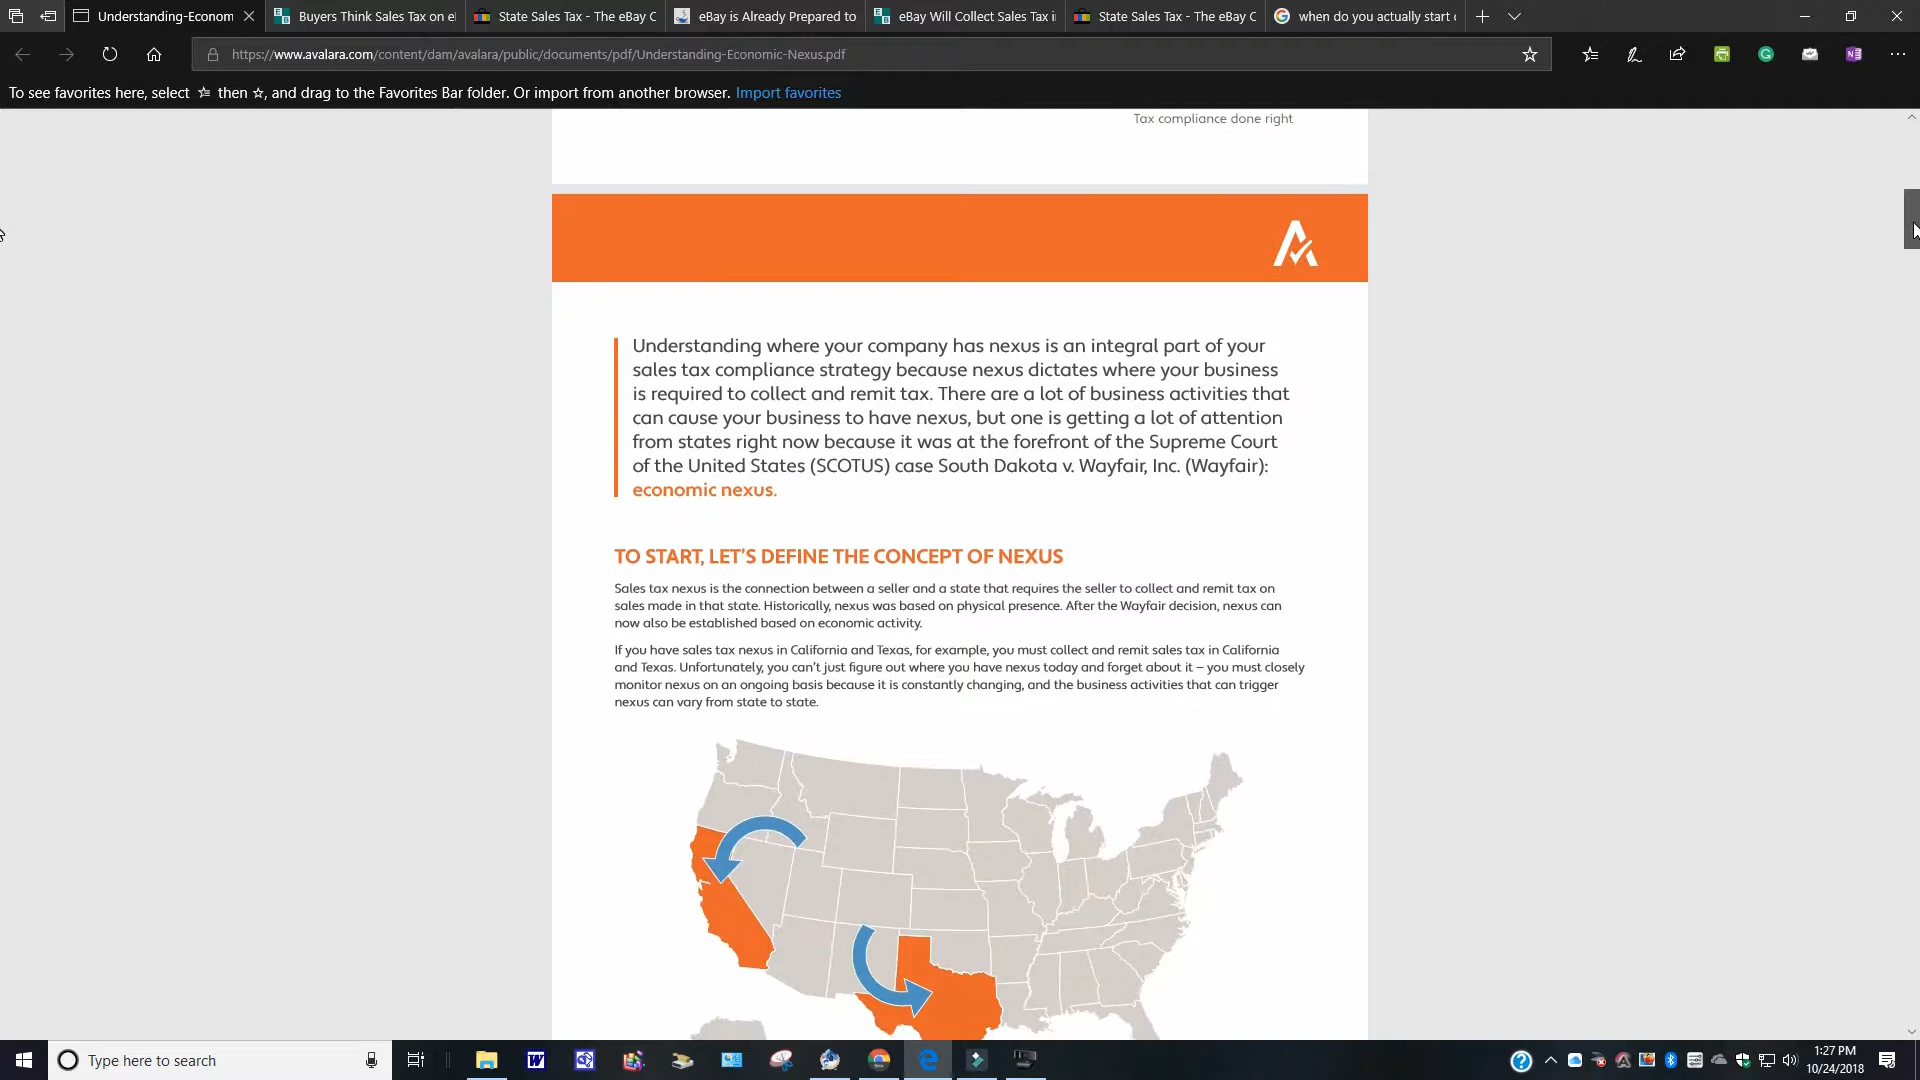 Understanding-Econom
Buyers Think Sales Tax on e
State Sales Tax - The eBay C
eBay is Already Prepared to
eBay Will Collect Sales Tax i
State Sales Tax - The eBay C
when do you actually start c
https://www.avalara.com/content/dam/avalara/public/documents/pdf/Understanding-Economic-Nexus.pdf
To see favorites here, select ☆ then ☆, and drag to the Favorites Bar folder. Or import from another browser. Import favorites
Tax compliance done right
Understanding where your company has nexus is an integral part of your
sales tax compliance strategy because nexus dictates where your business
is required to collect and remit tax. There are a lot of business activities that
can cause your business to have nexus, but one is getting a lot of attention
from states right now because it was at the forefront of the Supreme Court
of the United States (SCOTUS) case South Dakota v. Wayfair, Inc. (Wayfair):
economic nexus.
TO START, LET'S DEFINE THE CONCEPT OF NEXUS
Sales tax nexus is the connection between a seller and a state that requires the seller to collect and remit tax on
sales made in that state. Historically, nexus was based on physical presence. After the Wayfair decision, nexus can
now also be established based on economic activity.
If you have sales tax nexus in California and Texas, for example, you must collect and remit sales tax in California
and Texas. Unfortunately, you can't just figure out where you have nexus today and forget about it – you must closely
monitor nexus on an ongoing basis because it is constantly changing, and the business activities that can trigger
nexus can vary from state to state.
Type here to search
1:27 PM
10/24/2018